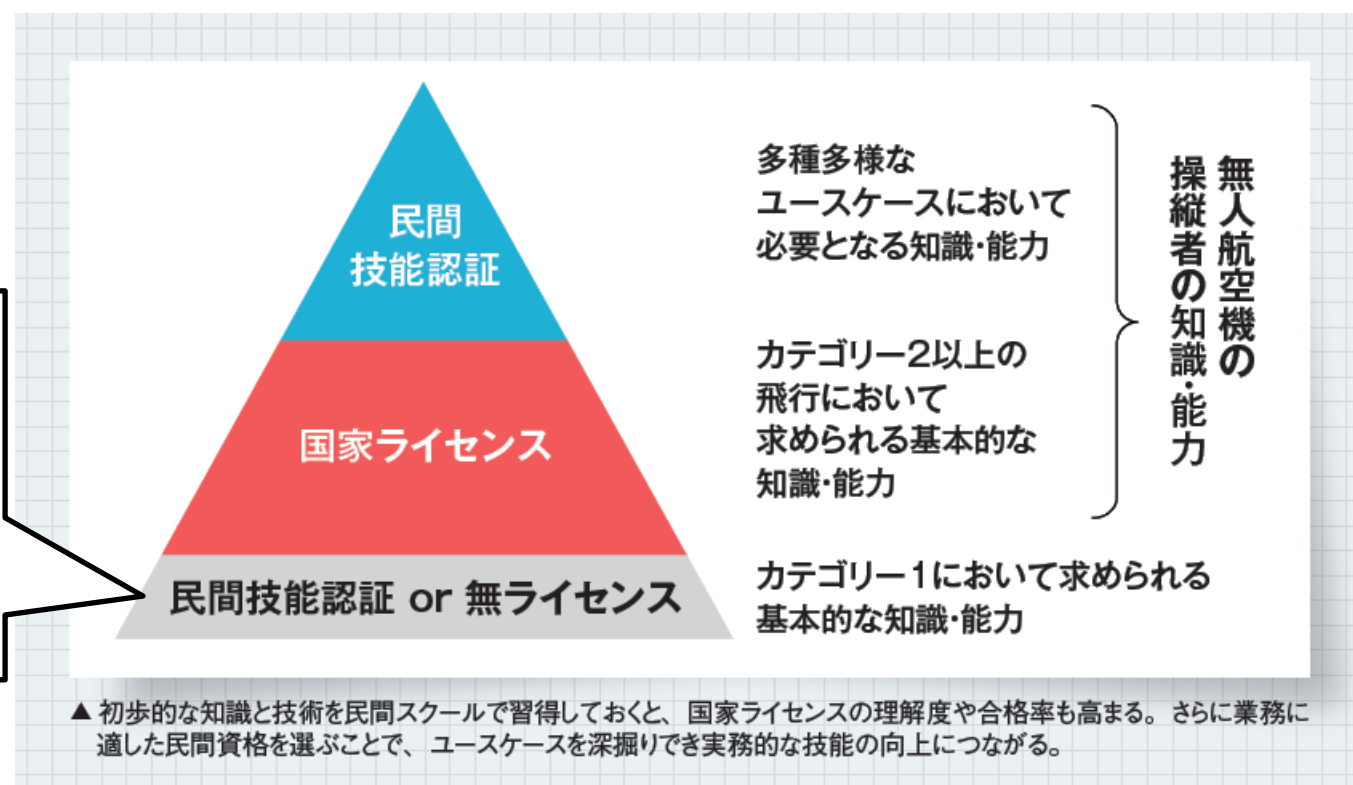 民間
技能認証
多種多様な
ユースケースにおいて
必要となる知識・能力
国家ライセンス
カテゴリー2以上の
飛行において
求められる基本的な
知識・能力
民間技能認証 or 無ライセンス
カテゴリー1において求められる
基本的な知識・能力
無人航空機の
操縦者の知識・能力
▲ 初歩的な知識と技術を民間スクールで習得しておくと、国家ライセンスの理解度や合格率も高まる。さらに業務に
適した民間資格を選ぶことで、ユースケースを深掘りでき実務的な技能の向上につながる。